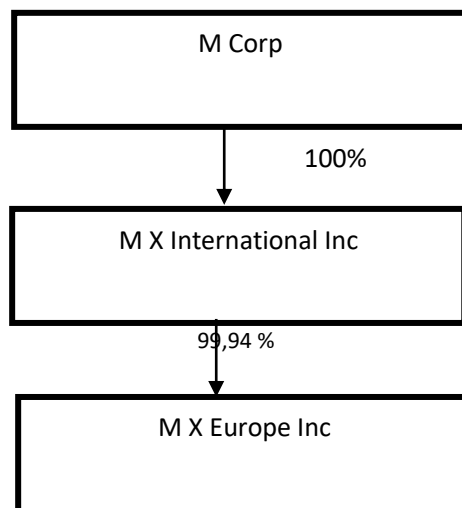 M Corp
100%
M X International Inc
99,94 %
M X Europe Inc